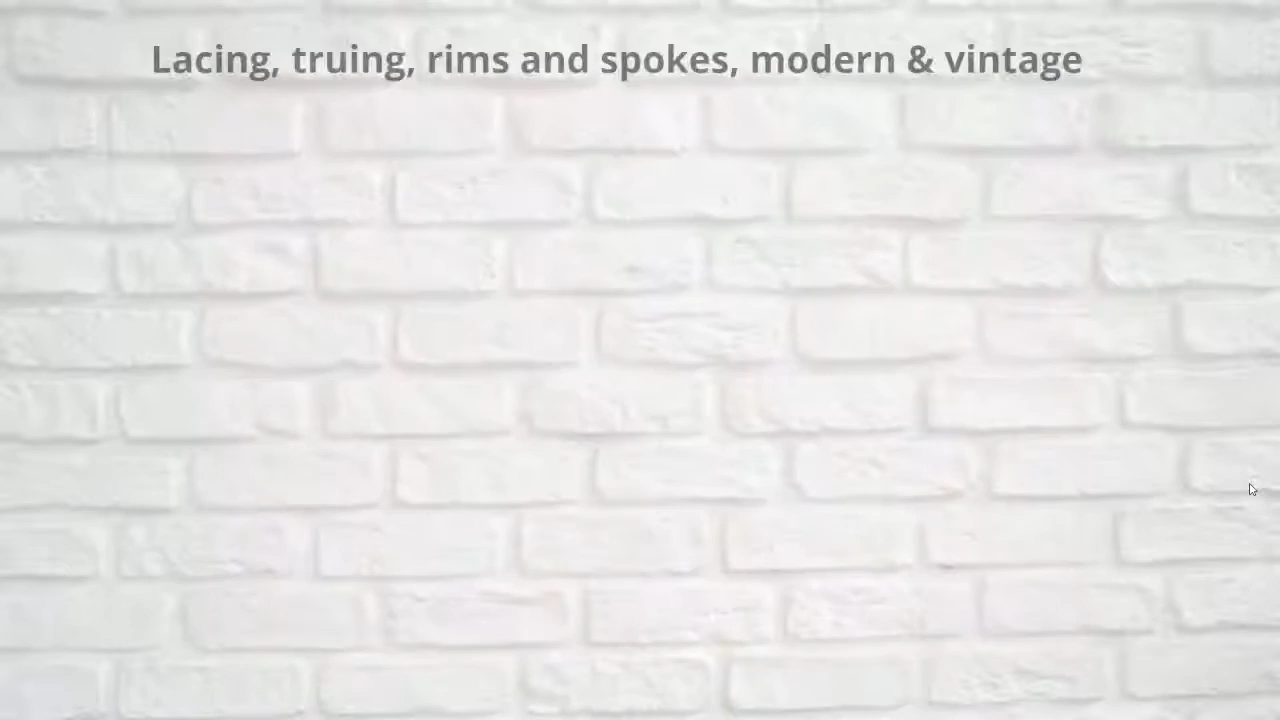 Lacing, truing, rims and spokes, modern & vintage